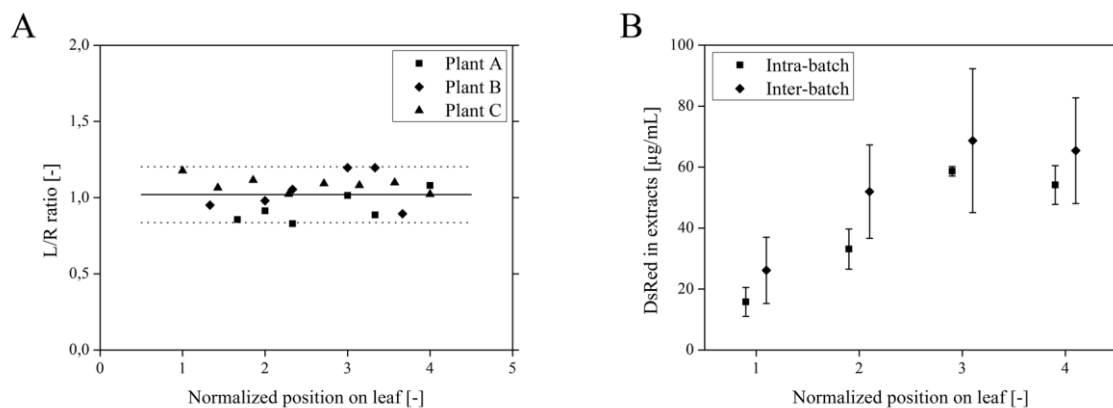 A
2,0
1,5
1,0
0,5
0,0
L/R ratio [-]
Plant A
Plant B
Plant C
0
1
2
3
4
5
Normalized position on leaf [-]
B
100
80
60
40
20
0
DsRed in extracts [µg/mL]
Intra-batch
Inter-batch
1
2
3
4
Normalized position on leaf [-]